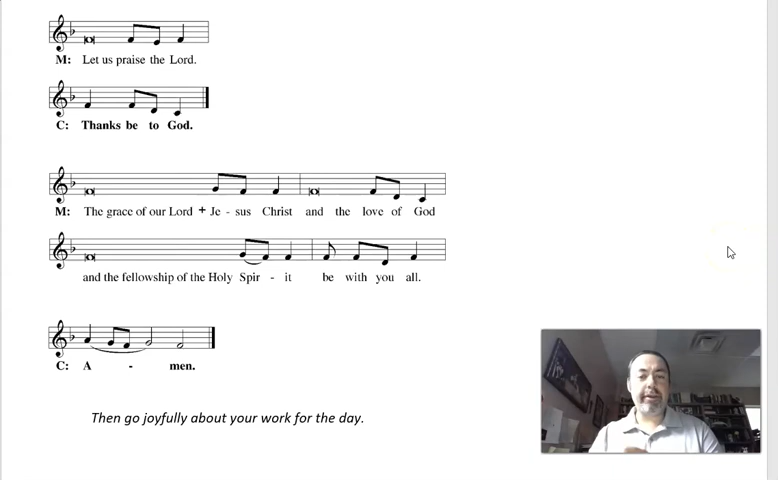 M: Let us praise the Lord.
C: Thanks be to God.
M: The grace of our Lord + Je - sus Christ and the love of God
and the fellowship of the Holy Spir - it be with you all.
C: A - men.
Then go joyfully about your work for the day.